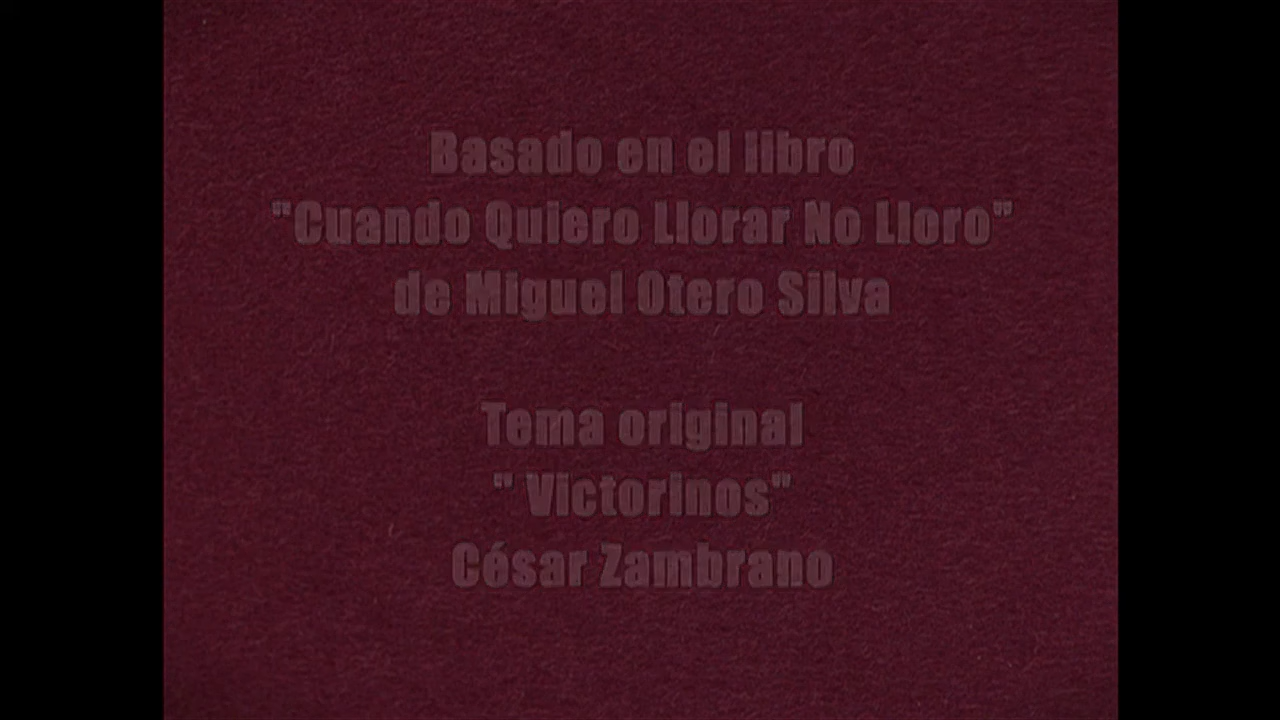 Basado en el libro
"Cuando Quiero Llorar No Lloro"
de Miguel Otero Silva
Tema original
" Victorinos"
César Zambrano